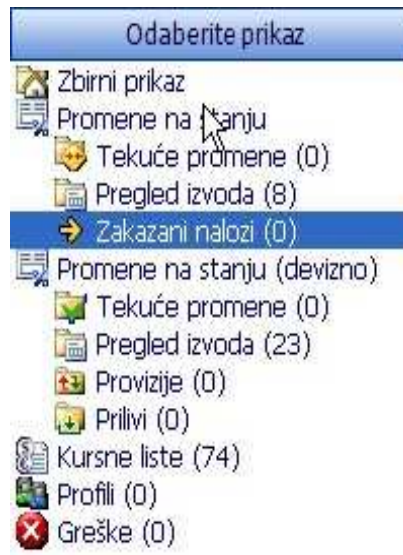 Odaberite prikaz
Zbirni prikaz
Promene na stanju
Tekuće promene (0)
Pregled izvoda (8)
Zakazani nalozi (0)
Promene na stanju (devizno)
Tekuće promene (0)
Pregled izvoda (23)
Provizije (0)
Prilivi (0)
Kursne liste (74)
Profili (0)
Greške (0)